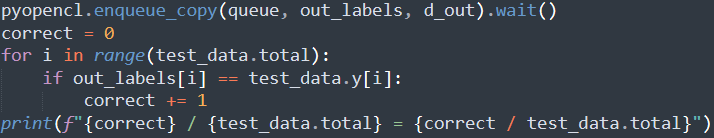 pyopencl.enqueue_copy(queue, out_labels, d_out).wait()
correct = 0
for i in range(test_data.total):
    if out_labels[i] == test_data.y[i]:
        correct += 1
print(f"{correct} / {test_data.total} = {correct / test_data.total}")